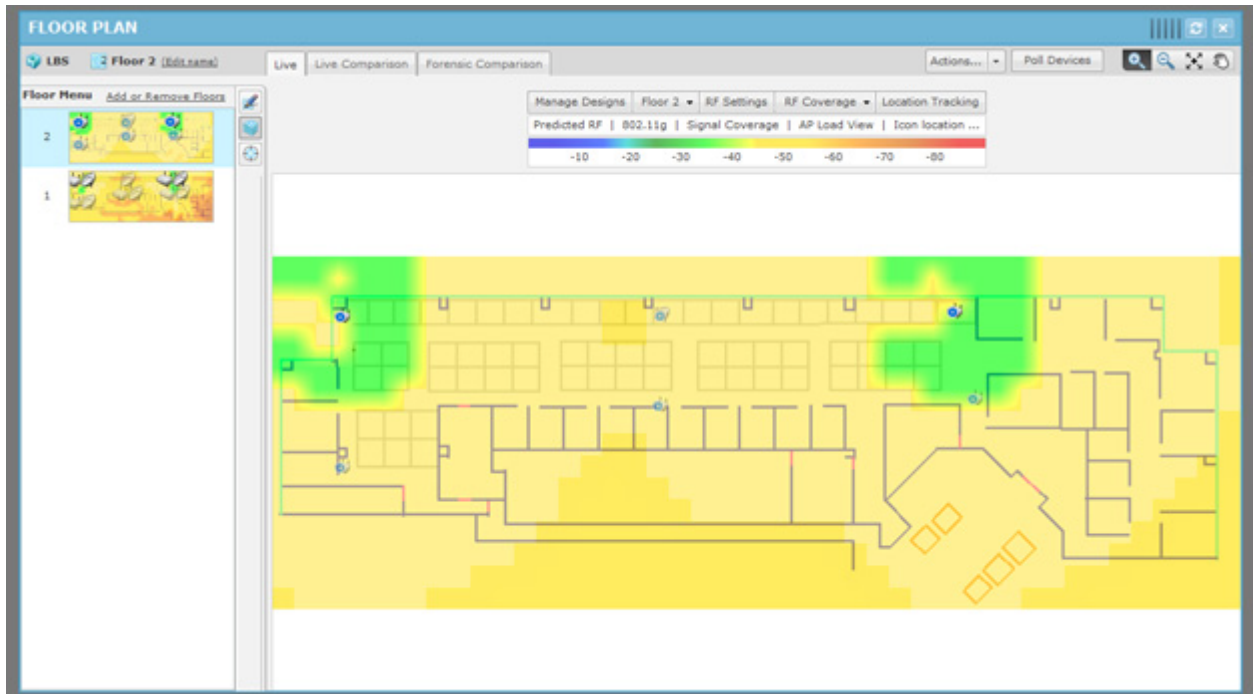 FLOOR PLAN
LBS 2 Floor 2 (Edit name) Live Live Comparison Forensic Comparison Actions... Poll Devices
Floor Menu Add or Remove Floors
Manage Designs Floor 2 RF Settings RF Coverage Location Tracking
Predicted RF | 802.11g | Signal Coverage | AP Load View | Icon location ...
-10 -20 -30 -40 -50 -60 -70 -80
2
1